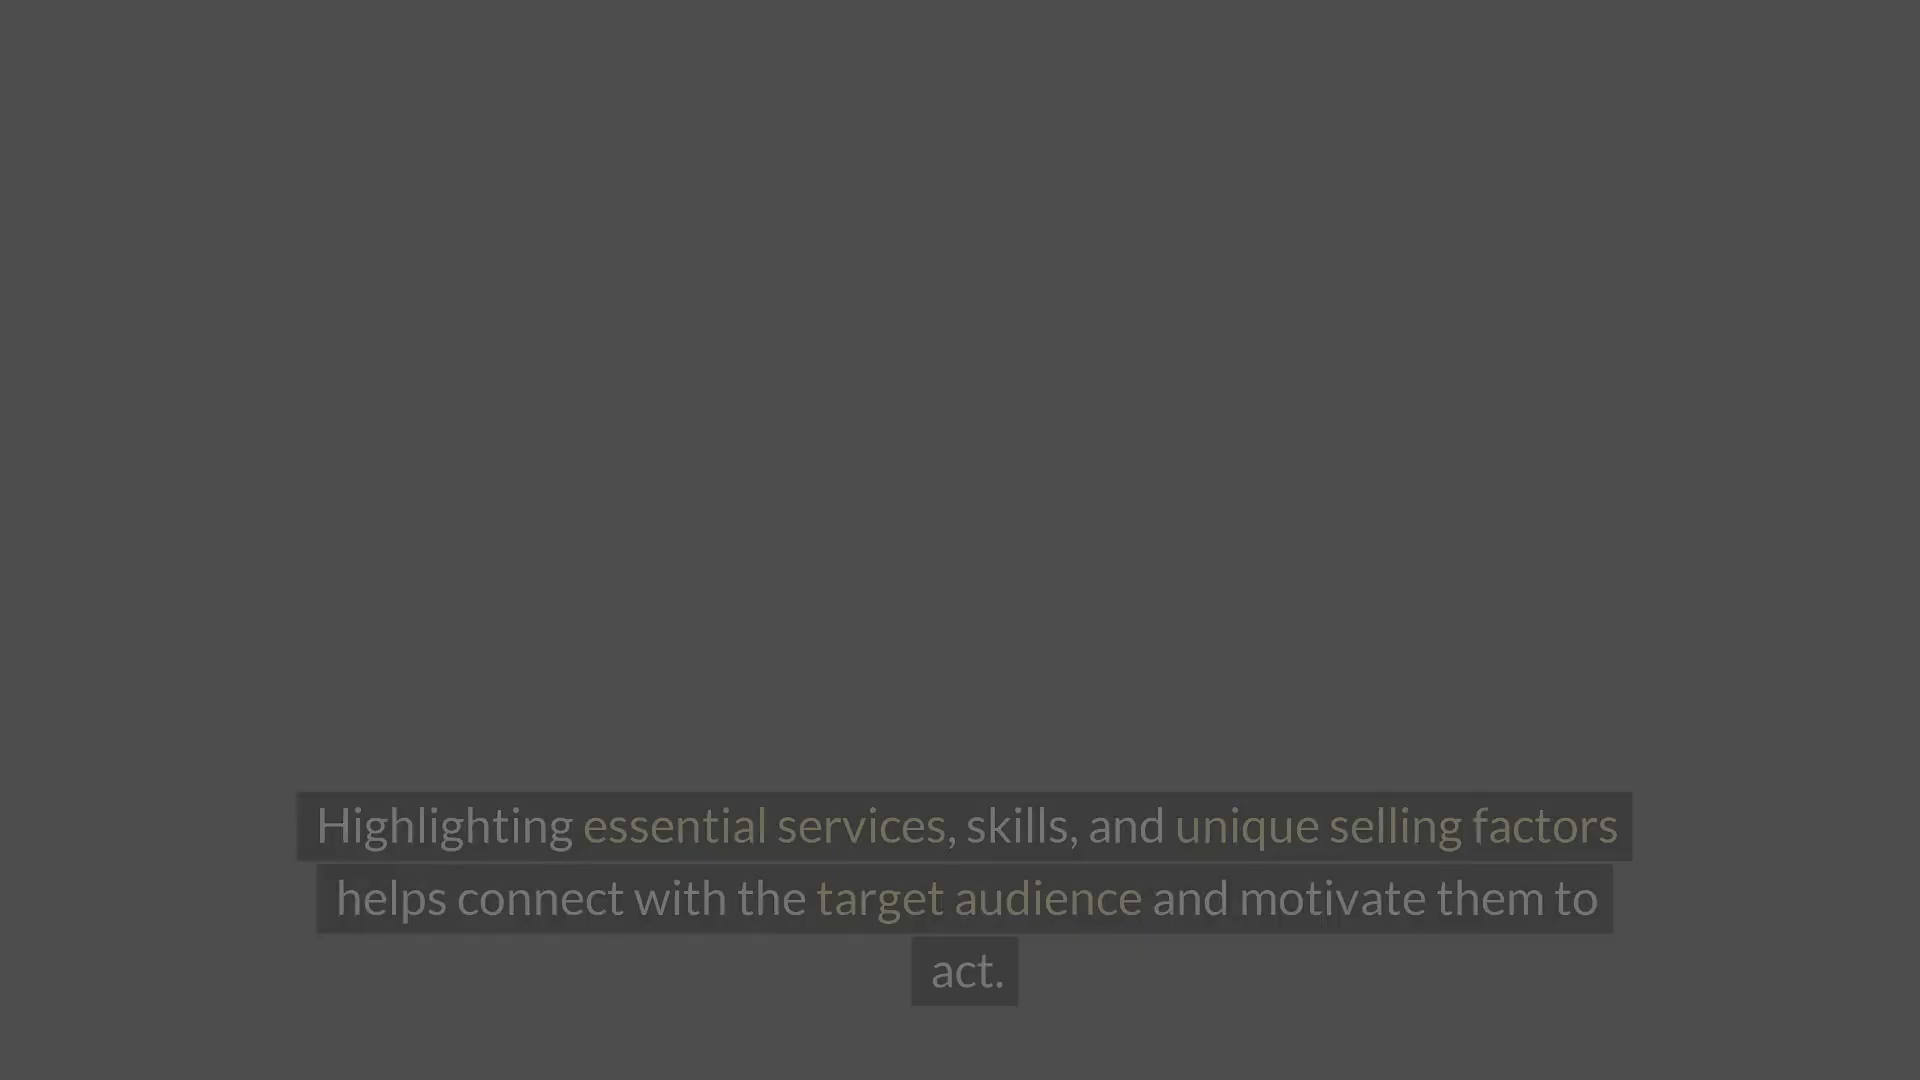 Highlighting essential services, skills, and unique selling factors
helps connect with the target audience and motivate them to
act.